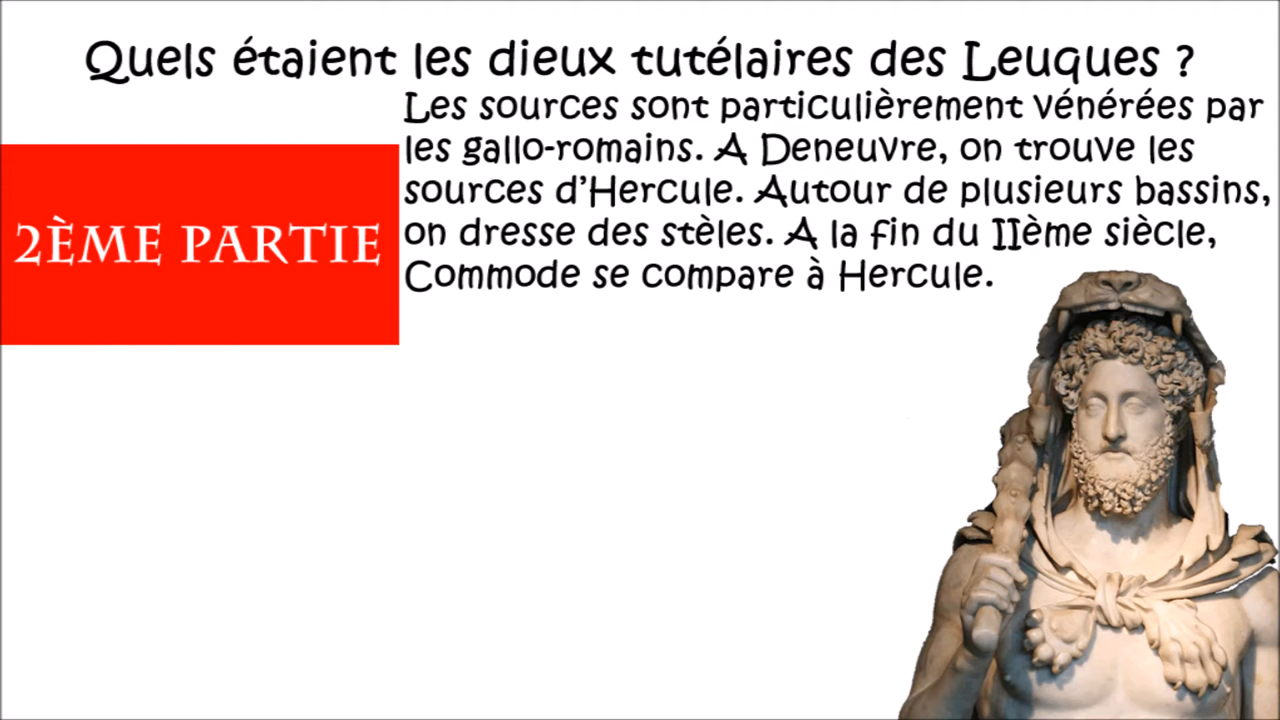 Quels étaient les dieux tutélaires des Leuques ?
Les sources sont particulièrement vénérées par
les gallo-romains. A Deneuvre, on trouve les
sources d'Hercule. Autour de plusieurs bassins,
on dresse des stèles. A la fin du IIème siècle,
Commode se compare à Hercule.
2ÈME PARTIE